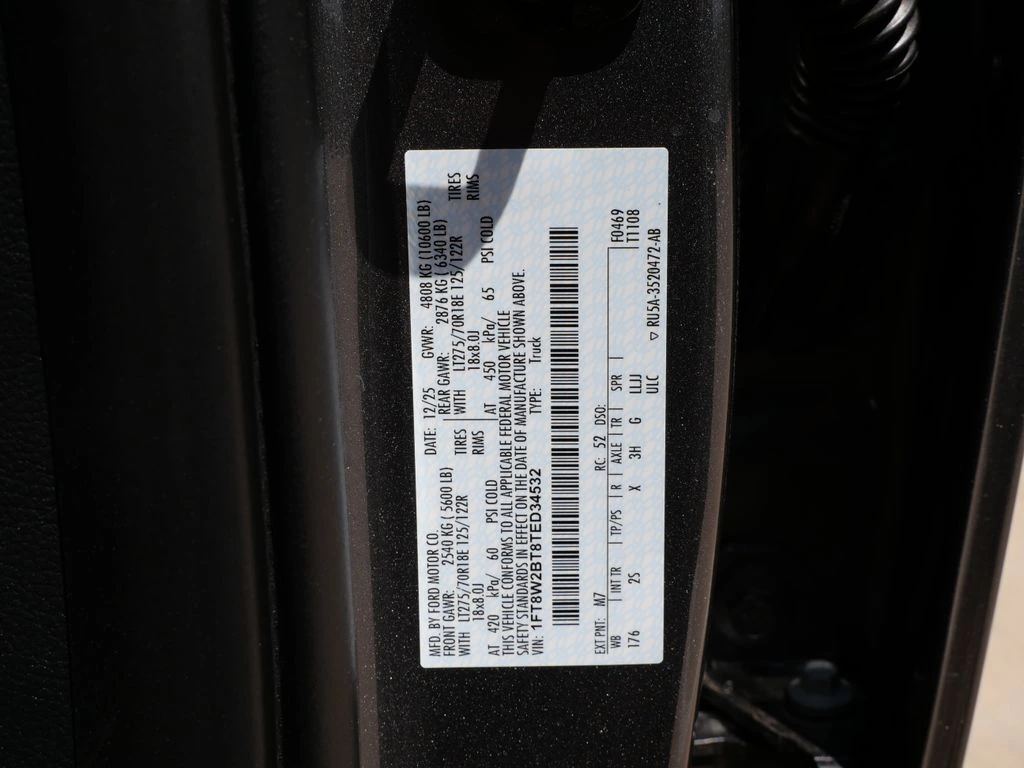 MFD. BY FORD MOTOR CO. DATE: 12/25 GVWR: 4808 KG (10600 LB)
FRONT GAWR: 2540 KG ( 5600 LB) REAR GAWR: 2876 KG ( 6340 LB)
WITH LT275/70R18E 125/122R TIRES WITH LT275/70R18E 125/122R TIRES
18x8.0J RIMS 18x8.0J RIMS
AT 420 kPa/ 60 PSI COLD AT 450 kPa/ 65 PSI COLD
THIS VEHICLE CONFORMS TO ALL APPLICABLE FEDERAL MOTOR VEHICLE
SAFETY STANDARDS IN EFFECT ON THE DATE OF MANUFACTURE SHOWN ABOVE.
VIN: 1FT8W2BT8TED34532 TYPE: Truck
EXT PNT: M7 RC: 52 DSO: F0469
WB INT TR TP/PS R AXLE TR SPR T1108
176 2S X 3H G LLJJ
ULC ▽ RU5A-3520472-AB